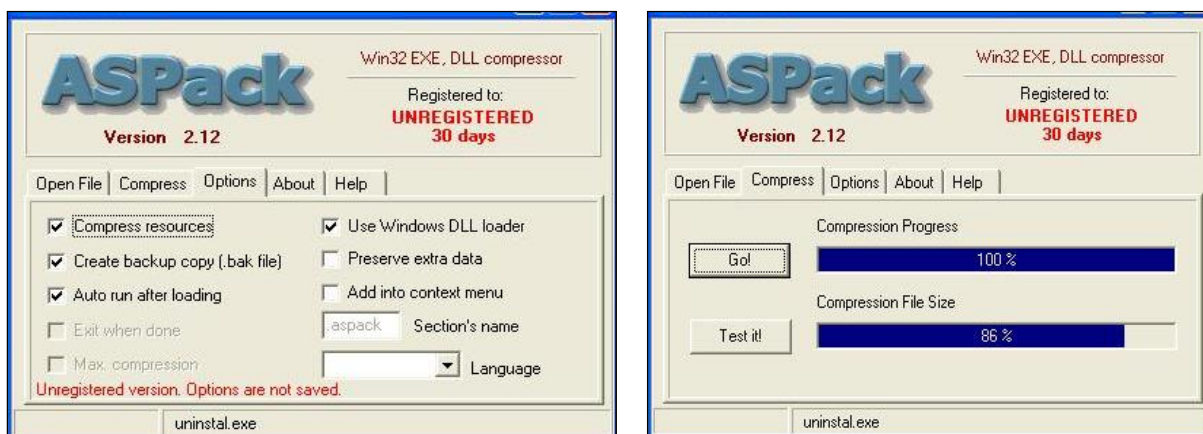 ASPack
Win32 EXE, DLL compressor
Registered to:
UNREGISTERED
30 days
Version 2.12
Open File Compress Options About Help
Compress resources
Create backup copy (.bak file)
Auto run after loading
Exit when done
Max. compression
Use Windows DLL loader
Preserve extra data
Add into context menu
.aspack Section's name
Language
Unregistered version. Options are not saved.
uninstal.exe
ASPack
Win32 EXE, DLL compressor
Registered to:
UNREGISTERED
30 days
Version 2.12
Open File Compress Options About Help
Compression Progress
Go!
100 %
Compression File Size
Test it!
86 %
uninstal.exe